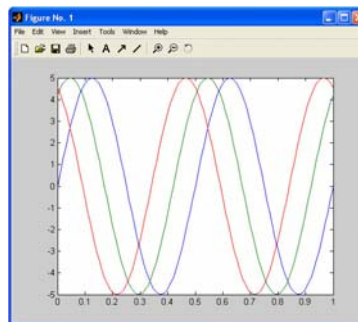 Figure No. 1
File Edit View Insert Tools Window Help
A
5
4
3
2
1
0
-1
-2
-3
-4
-5
0 0.1 0.2 0.3 0.4 0.5 0.6 0.7 0.8 0.9 1